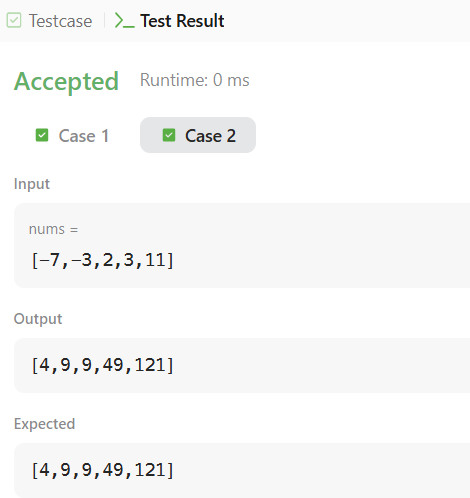 Testcase
Test Result
Accepted
Runtime: 0 ms
Case 1
Case 2
Input
nums =
[−7,−3,2,3,11]
Output
[4,9,9,49,121]
Expected
[4,9,9,49,121]